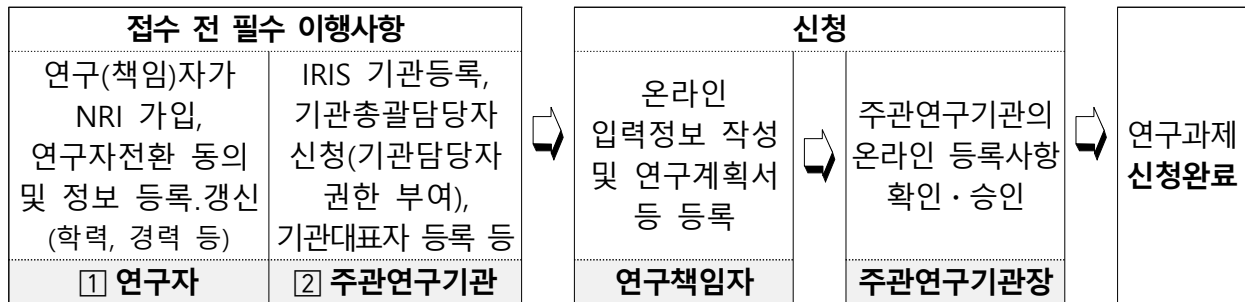 접수 전 필수 이행사항
연구(책임)자가
NRI 가입,
연구자전환 동의
및 정보 등록.갱신
(학력, 경력 등)
1 연구자
IRIS 기관등록,
기관총괄담당자
신청(기관담당자
권한 부여),
기관대표자 등록 등
2 주관연구기관
신청
온라인
입력정보 작성
및 연구계획서
등 등록
연구책임자
주관연구기관의
온라인 등록사항
확인·승인
주관연구기관장
연구과제
신청완료